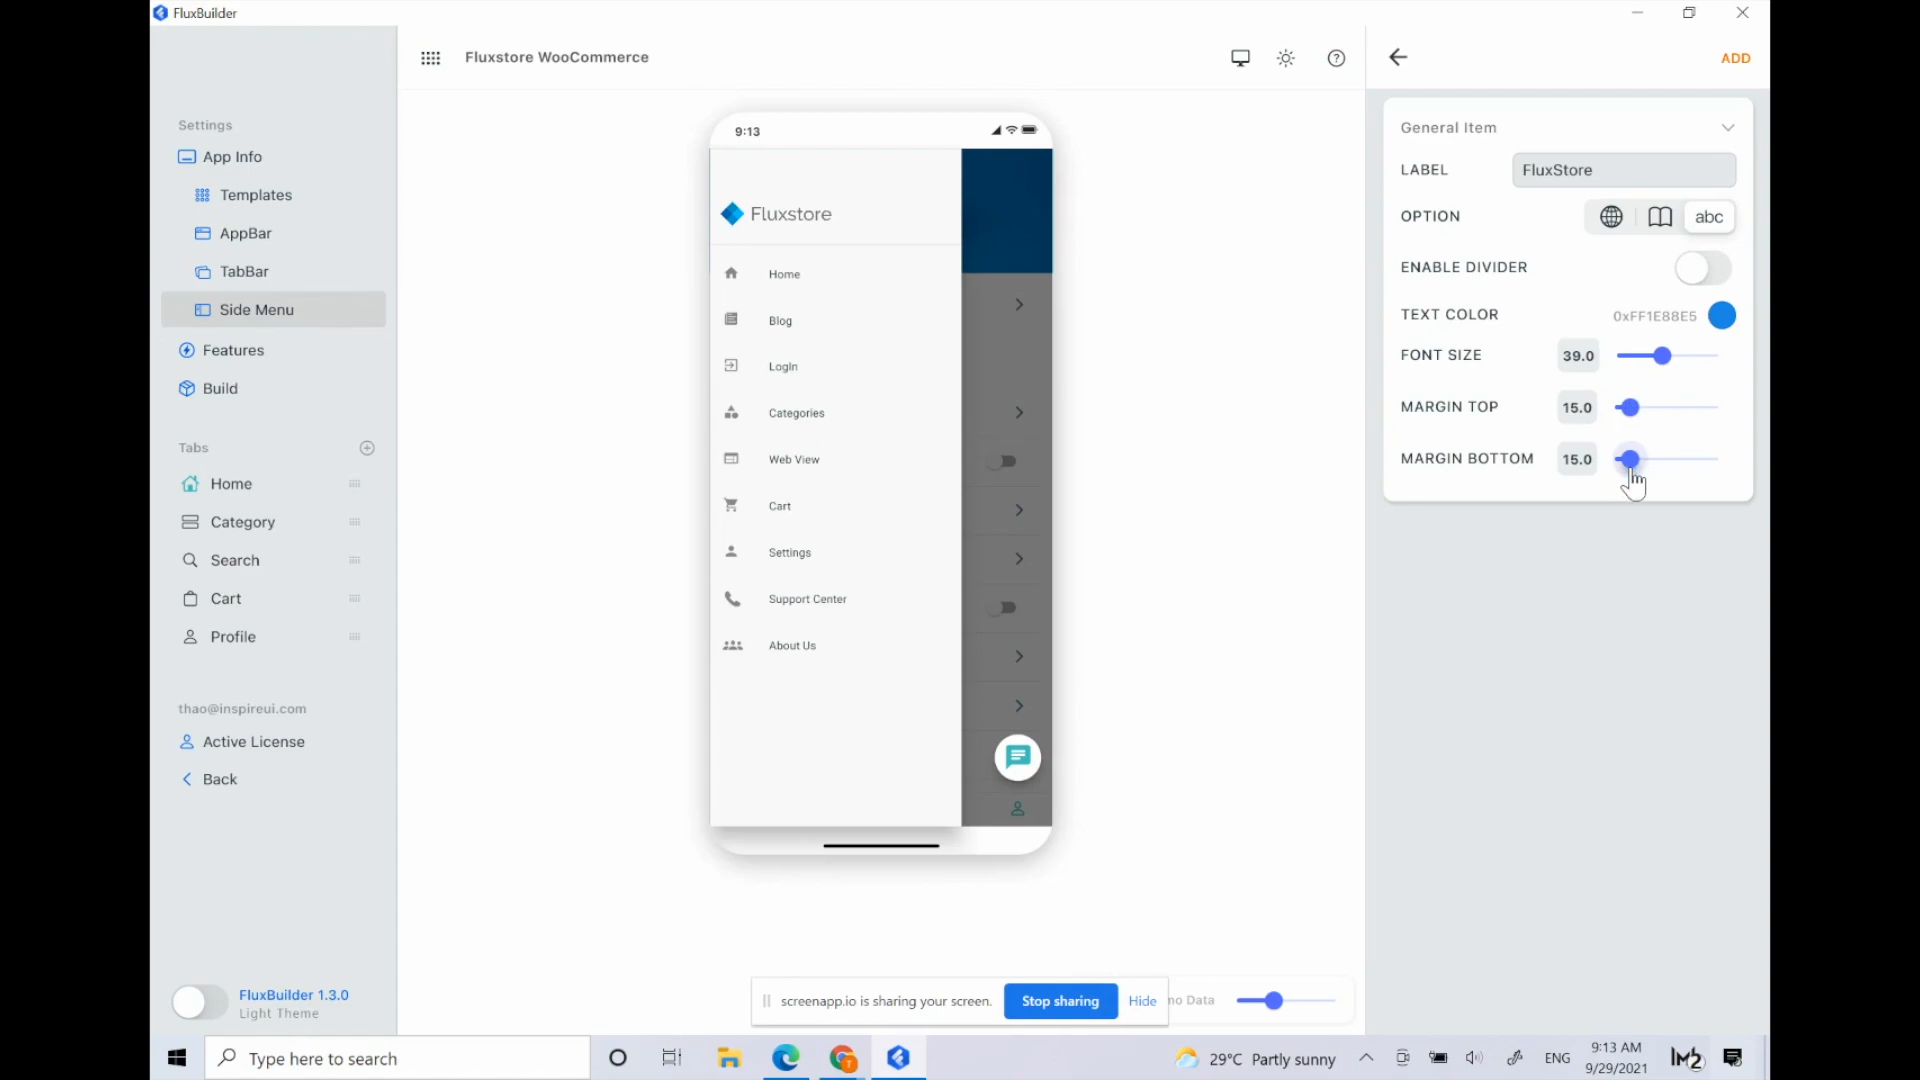 FluxBuilder
Settings
App Info
Templates
AppBar
TabBar
Side Menu
Features
Build
Tabs
Home
Category
Search
Cart
Profile
thao@inspireui.com
Active License
Back
FluxBuilder 1.3.0
Light Theme
Fluxstore WooCommerce
9:13
Fluxstore
Home
Blog
LogIn
Categories
Web View
Cart
Settings
Support Center
About Us
ADD
General Item
LABEL FluxStore
OPTION abc
ENABLE DIVIDER
TEXT COLOR 0xFF1E88E5
FONT SIZE 39.0
MARGIN TOP 15.0
MARGIN BOTTOM 15.0
screenapp.io is sharing your screen. Stop sharing Hide
Data
Type here to search
29°C Partly sunny
ENG
9:13 AM
9/29/2021